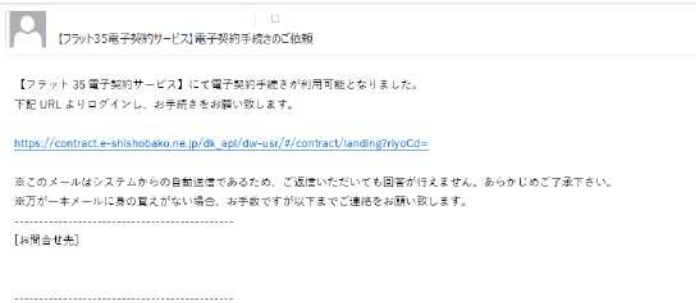 【フラット35電子契約サービス】電子契約手続きのご依頼
【フラット 35 電子契約サービス】にて電子契約手続きが利用可能となりました。
下記 URL よりログインし、お手続きをお願い致します。
https://contract.e-shishobako.ne.jp/dk_apl/dw-usr/#/contract/landing?riyoCd=
※このメールはシステムからの自動送信であるため、ご返信いただいても回答が行えません。あらかじめご了承下さい。
※万が一本メールに身の覚えがない場合、お手数ですが以下までご連絡をお願い致します。
---------------------------------------------
[お問合せ先]
---------------------------------------------